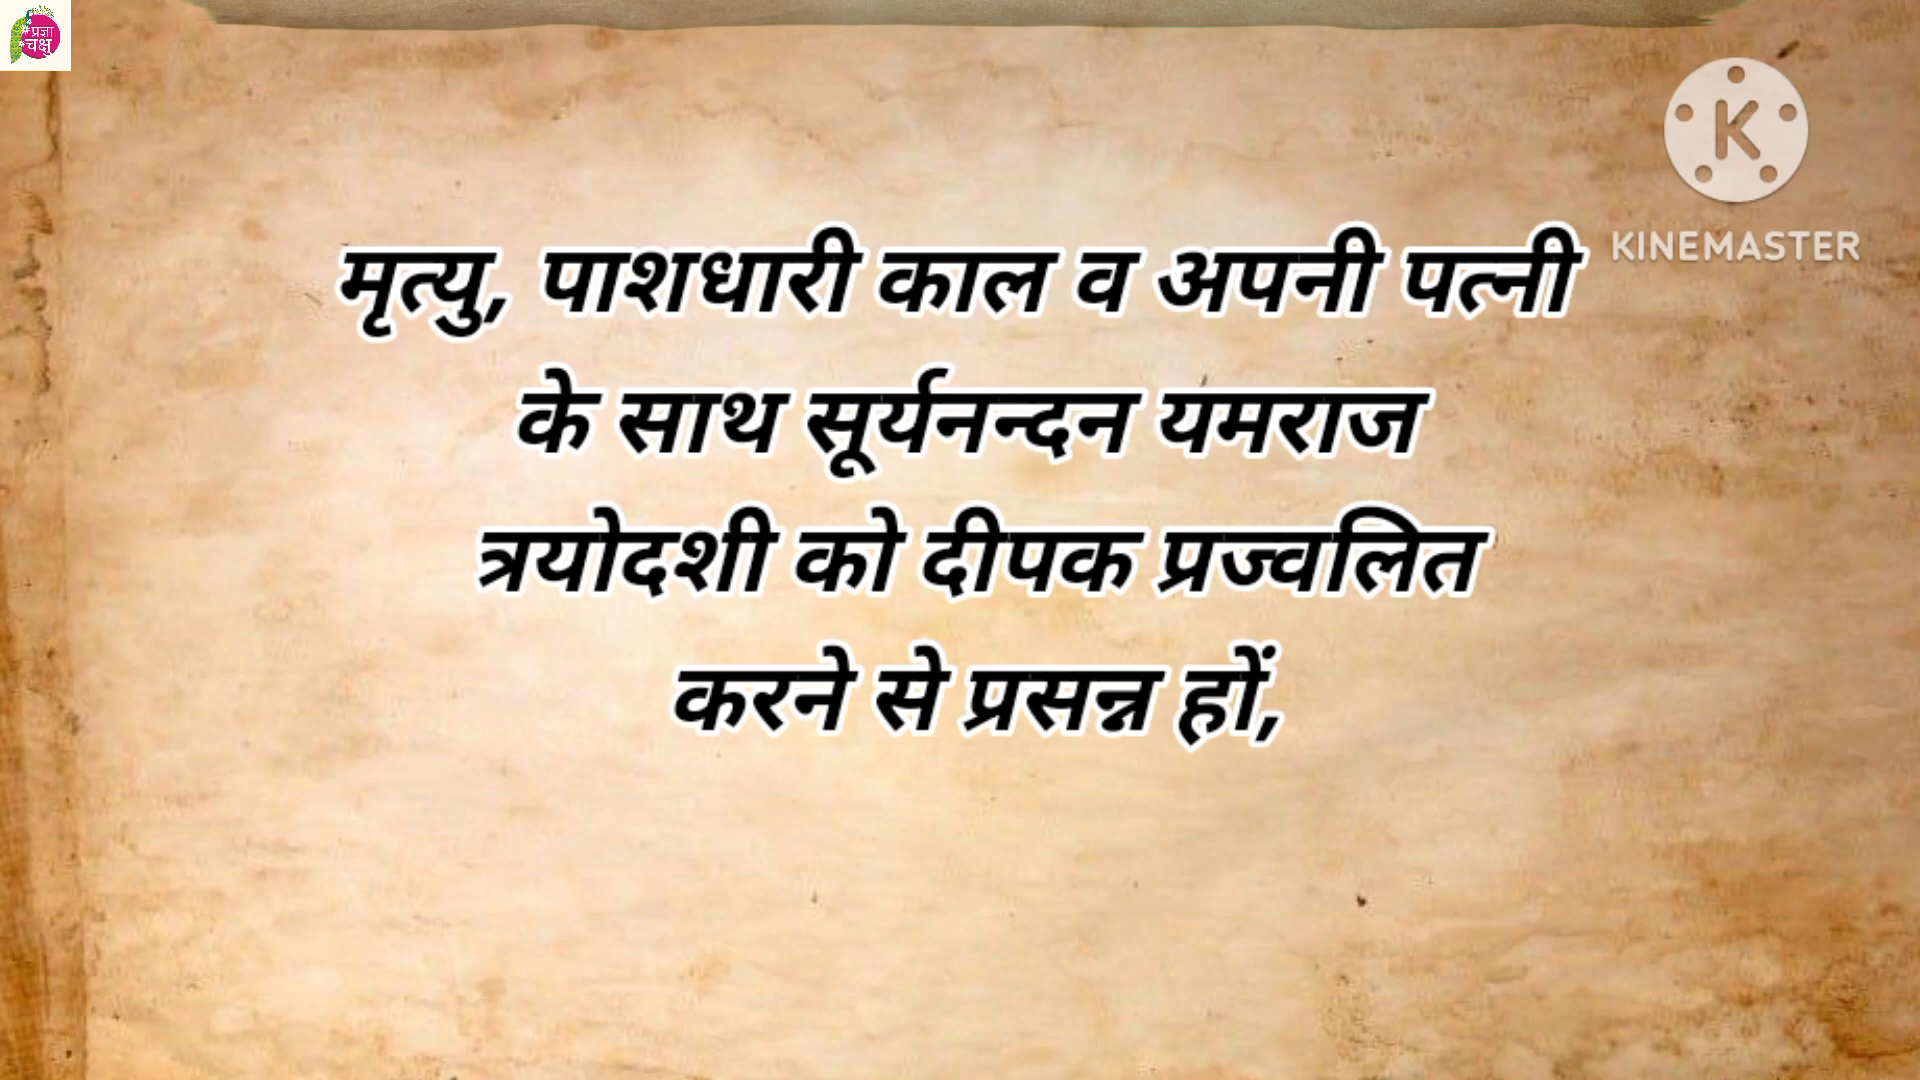 प्रज्ञा
चक्षु
KINEMASTER
मृत्यु, पाशधारी काल व अपनी पत्नी
के साथ सूर्यनन्दन यमराज
त्रयोदशी को दीपक प्रज्वलित
करने से प्रसन्न हों,